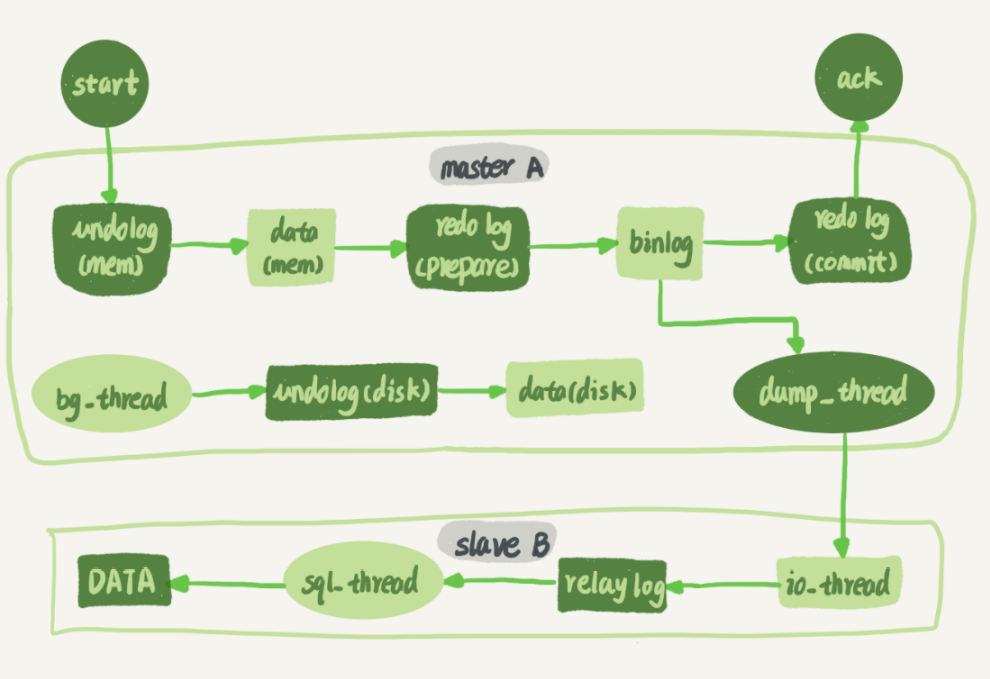 start
ack
master A
undolog
(mem)
data
(mem)
redo log
(prepare)
binlog
redo log
(commit)
bg_thread
undolog(disk)
data(disk)
dump_thread
slave B
DATA
sql_thread
relay log
io_thread